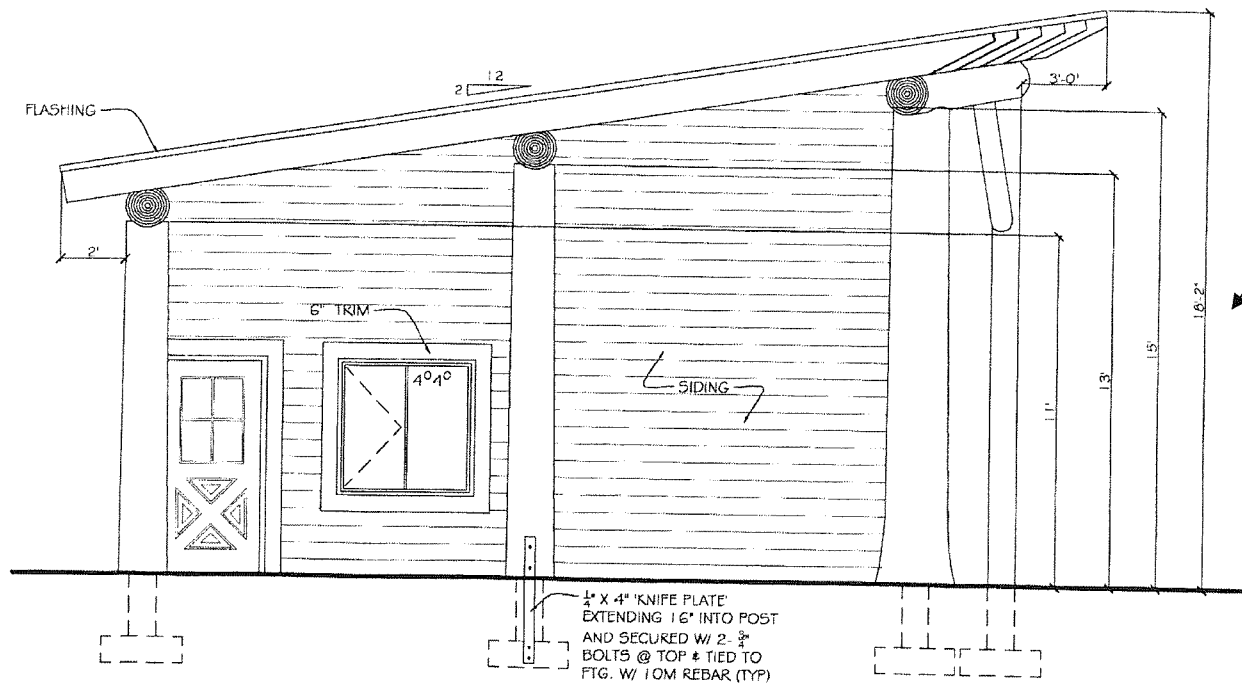 12
2
3'-0"
FLASHING
2'
6" TRIM
4⁰4⁰
SIDING
11'
13'
15'
18'-2"
1/4" X 4" 'KNIFE PLATE'
EXTENDING 16" INTO POST
AND SECURED W/ 2- 3/4"
BOLTS @ TOP & TIED TO
FTG. W/ 10M REBAR (TYP)